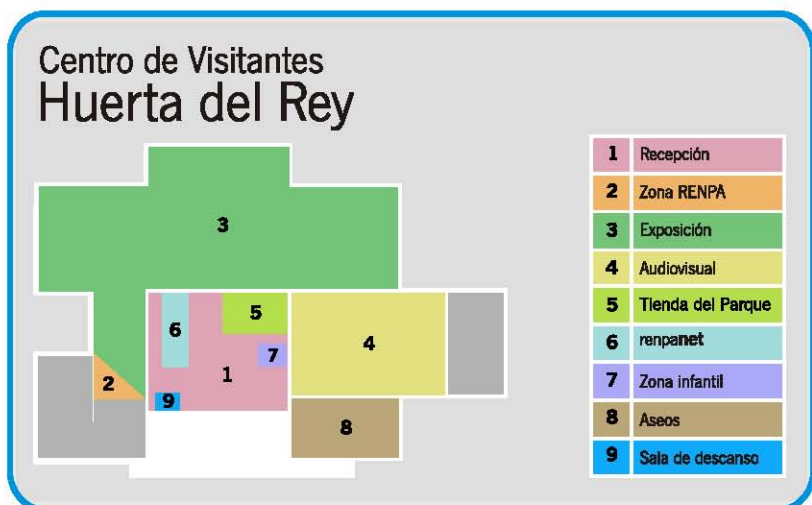 Centro de Visitantes
Huerta del Rey
3
6
5
7
4
2
1
9
8
1 Recepción
2 Zona RENPA
3 Exposición
4 Audiovisual
5 Tienda del Parque
6 renpanet
7 Zona infantil
8 Aseos
9 Sala de descanso